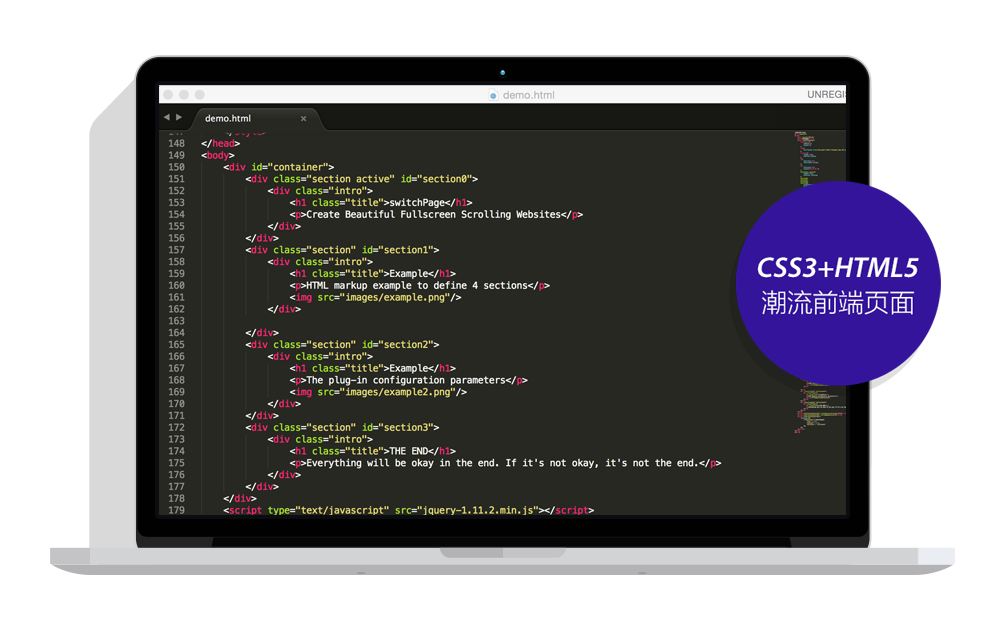 demo.html
UNREGI
demo.html
148 </head>
149 <body>
150 <div id="container">
151 <div class="section active" id="section0">
152 <div class="intro">
153 <h1 class="title">switchPage</h1>
154 <p>Create Beautiful Fullscreen Scrolling Websites</p>
155 </div>
156 </div>
157 <div class="section" id="section1">
158 <div class="intro">
159 <h1 class="title">Example</h1>
160 <p>HTML markup example to define 4 sections</p>
161 <img src="images/example.png"/>
162 </div>
163
164 </div>
165 <div class="section" id="section2">
166 <div class="intro">
167 <h1 class="title">Example</h1>
168 <p>The plug-in configuration parameters</p>
169 <img src="images/example2.png"/>
170 </div>
171 </div>
172 <div class="section" id="section3">
173 <div class="intro">
174 <h1 class="title">THE END</h1>
175 <p>Everything will be okay in the end. If it's not okay, it's not the end.</p>
176 </div>
177 </div>
178 </div>
179 <script type="text/javascript" src="jquery-1.11.2.min.js"></script>
CSS3+HTML5
潮流前端页面